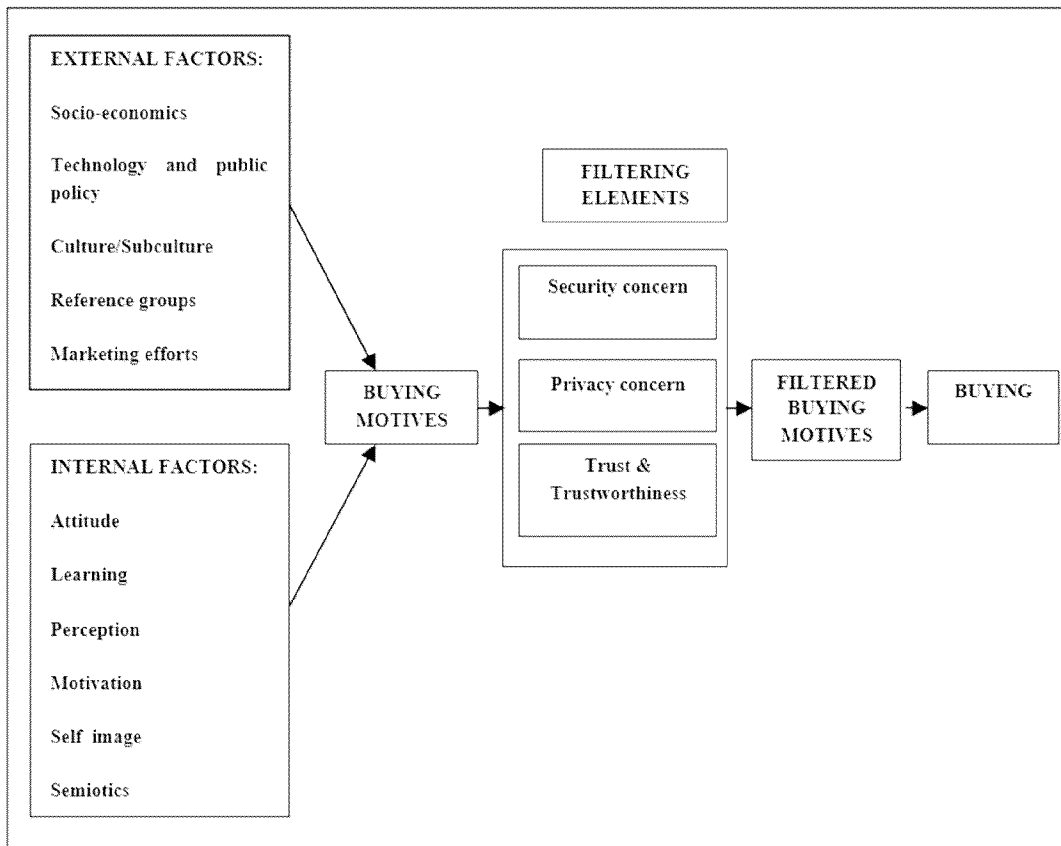 EXTERNAL FACTORS:
Socio-economics
Technology and public
policy
Culture/Subculture
Reference groups
Marketing efforts
INTERNAL FACTORS:
Attitude
Learning
Perception
Motivation
Self image
Semiotics
BUYING
MOTIVES
FILTERING
ELEMENTS
Security concern
Privacy concern
Trust &
Trustworthiness
FILTERED
BUYING
MOTIVES
BUYING